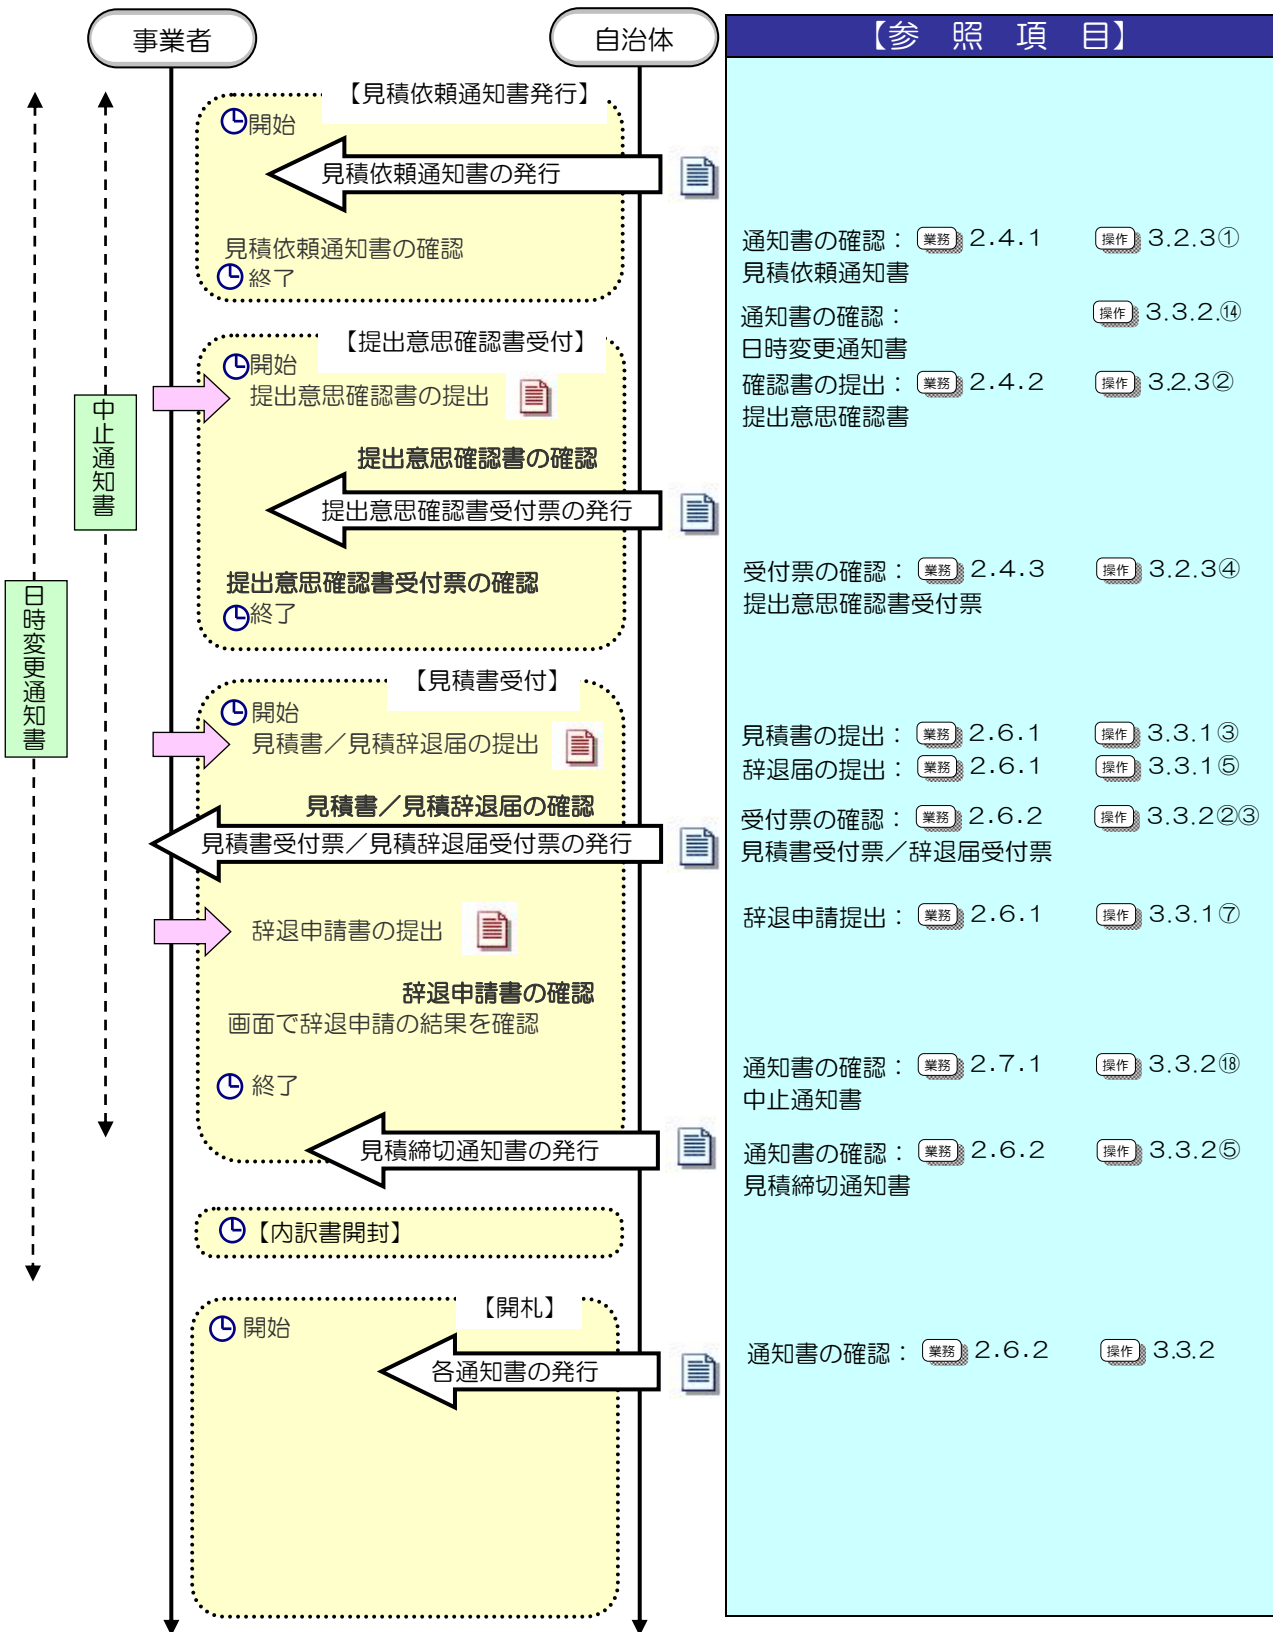 事業者
自治体
【参　照　項　目】
【見積依頼通知書発行】
開始
見積依頼通知書の発行
見積依頼通知書の確認
終了
通知書の確認： 業務 2.4.1 操作 3.2.3①
見積依頼通知書
通知書の確認： 操作 3.3.2.⑭
日時変更通知書
【提出意思確認書受付】
開始
提出意思確認書の提出
確認書の提出： 業務 2.4.2 操作 3.2.3②
提出意思確認書
中止通知書
提出意思確認書の確認
提出意思確認書受付票の発行
提出意思確認書受付票の確認
終了
受付票の確認： 業務 2.4.3 操作 3.2.3④
提出意思確認書受付票
日時変更通知書
【見積書受付】
開始
見積書／見積辞退届の提出
見積書の提出： 業務 2.6.1 操作 3.3.1③
辞退届の提出： 業務 2.6.1 操作 3.3.1⑤
見積書／見積辞退届の確認
見積書受付票／見積辞退届受付票の発行
受付票の確認： 業務 2.6.2 操作 3.3.2②③
見積書受付票／辞退届受付票
辞退申請書の提出
辞退申請提出： 業務 2.6.1 操作 3.3.1⑦
辞退申請書の確認
画面で辞退申請の結果を確認
終了
通知書の確認： 業務 2.7.1 操作 3.3.2⑱
中止通知書
見積締切通知書の発行
通知書の確認： 業務 2.6.2 操作 3.3.2⑤
見積締切通知書
【内訳書開封】
【開札】
開始
各通知書の発行
通知書の確認： 業務 2.6.2 操作 3.3.2